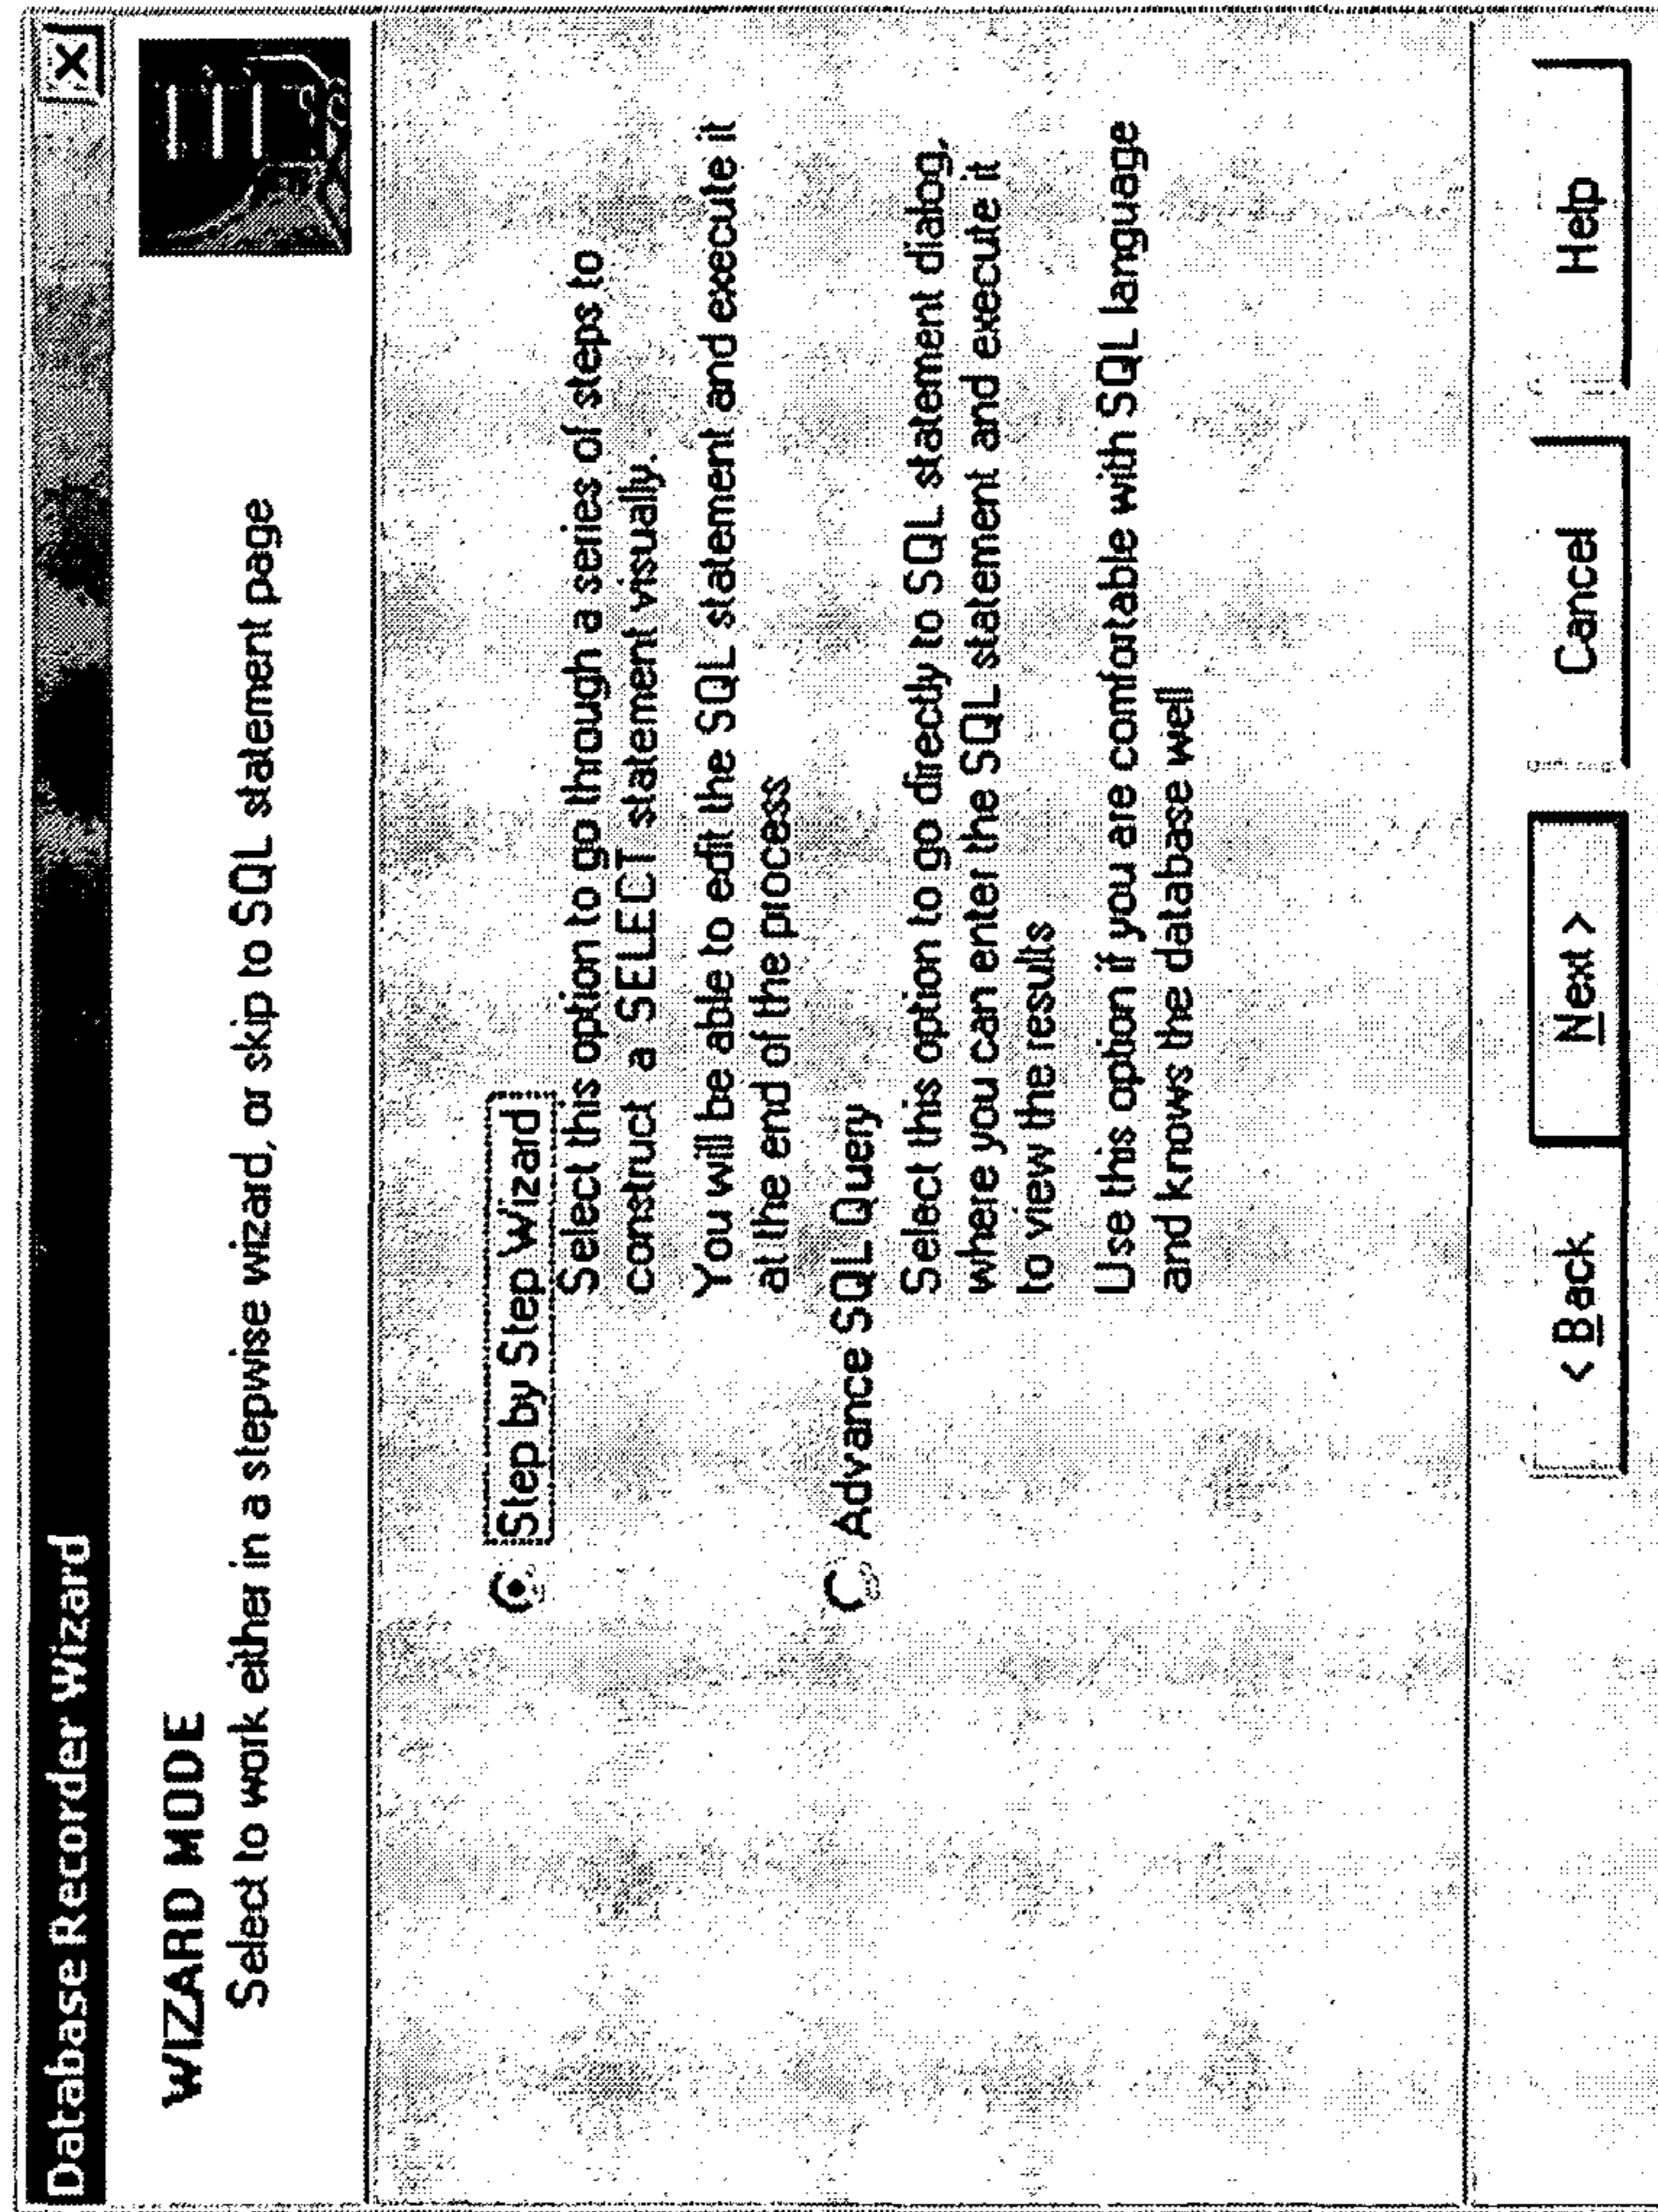 Database Recorder Wizard
WIZARD MODE
Select to work either in a stepwise wizard, or skip to SQL statement page
Step by Step Wizard
Select this option to go through a series of steps to
construct a SELECT statement visually.
You will be able to edit the SQL statement and execute it
at the end of the process
Advance SQL Query
Select this option to go directly to SQL statement dialog,
where you can enter the SQL statement and execute it
to view the results
Use this option if you are comfortable with SQL language
and knows the database well
< Back
Next >
Cancel
Help